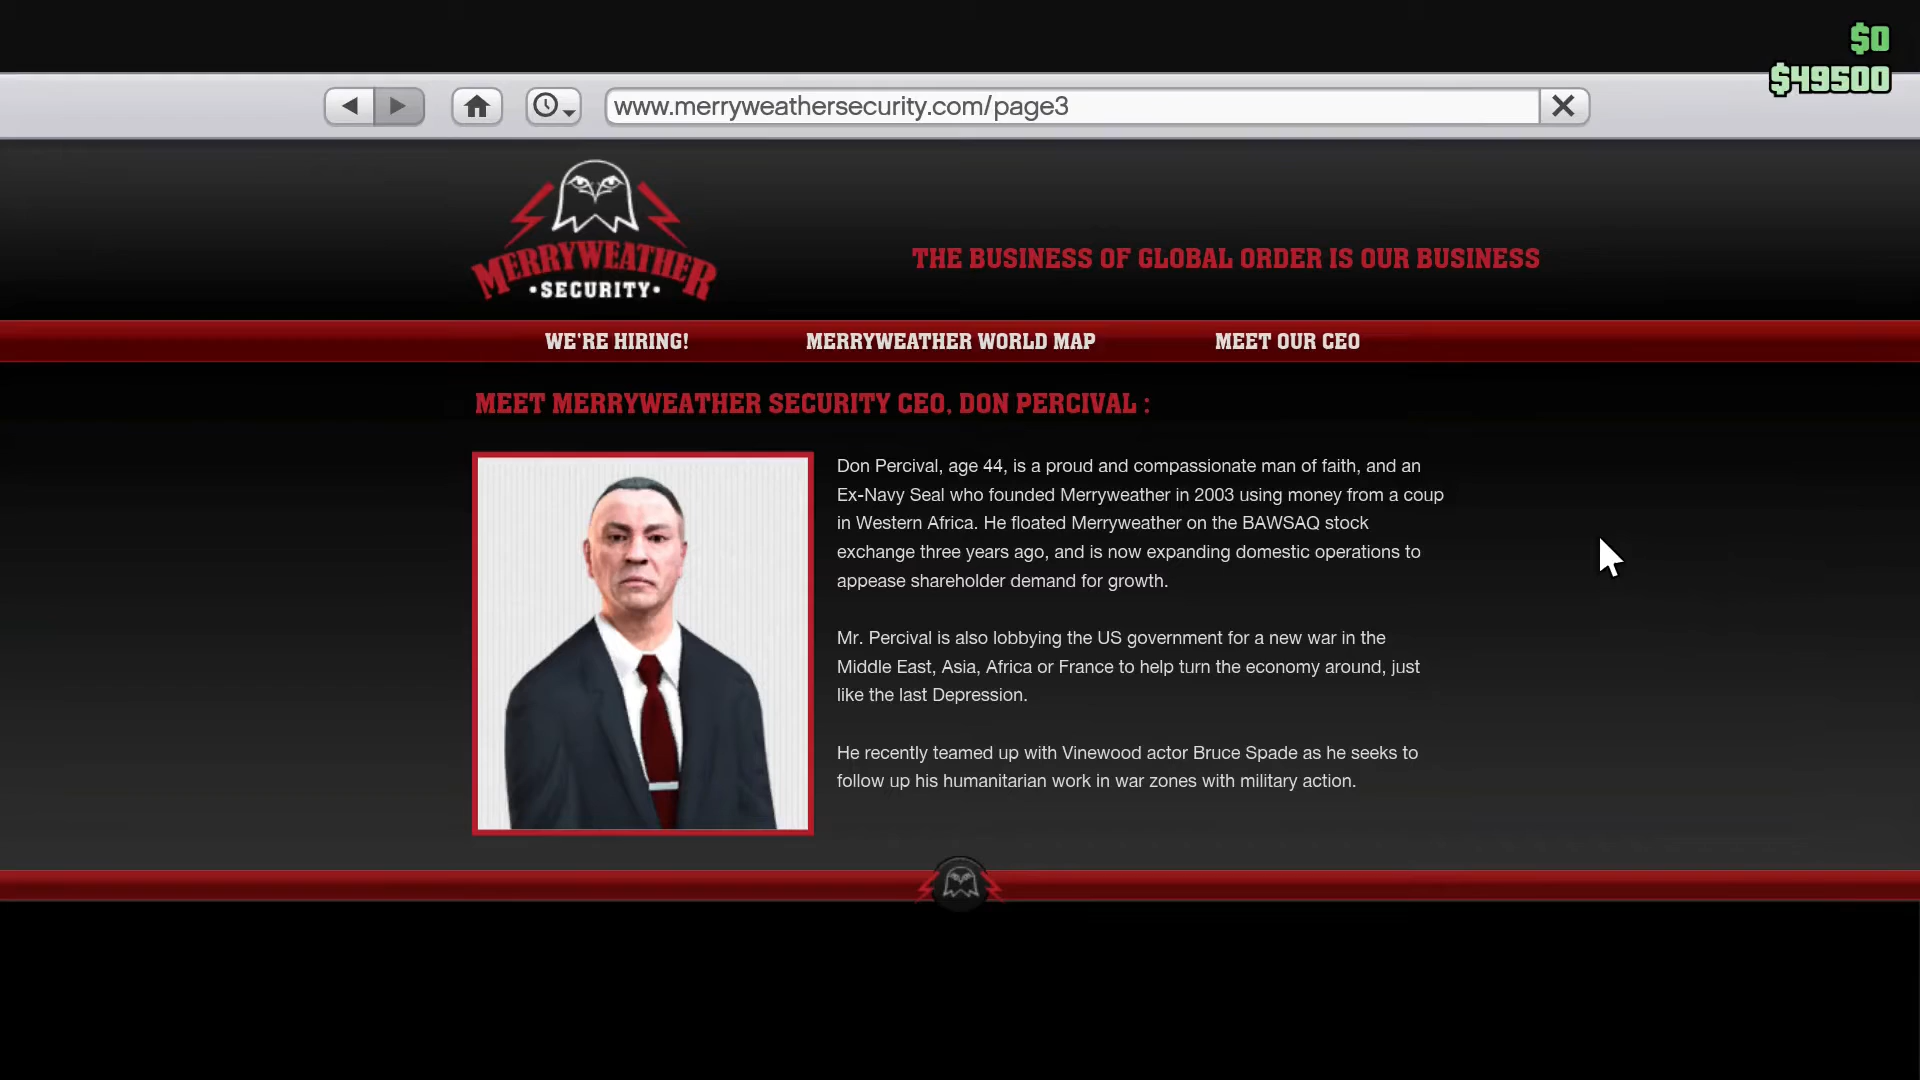 $0
$49500
www.merryweathersecurity.com/page3
MERRYWEATHER
·SECURITY·
THE BUSINESS OF GLOBAL ORDER IS OUR BUSINESS
WE'RE HIRING!
MERRYWEATHER WORLD MAP
MEET OUR CEO
MEET MERRYWEATHER SECURITY CEO, DON PERCIVAL :
Don Percival, age 44, is a proud and compassionate man of faith, and an
Ex-Navy Seal who founded Merryweather in 2003 using money from a coup
in Western Africa. He floated Merryweather on the BAWSAQ stock
exchange three years ago, and is now expanding domestic operations to
appease shareholder demand for growth.
Mr. Percival is also lobbying the US government for a new war in the
Middle East, Asia, Africa or France to help turn the economy around, just
like the last Depression.
He recently teamed up with Vinewood actor Bruce Spade as he seeks to
follow up his humanitarian work in war zones with military action.